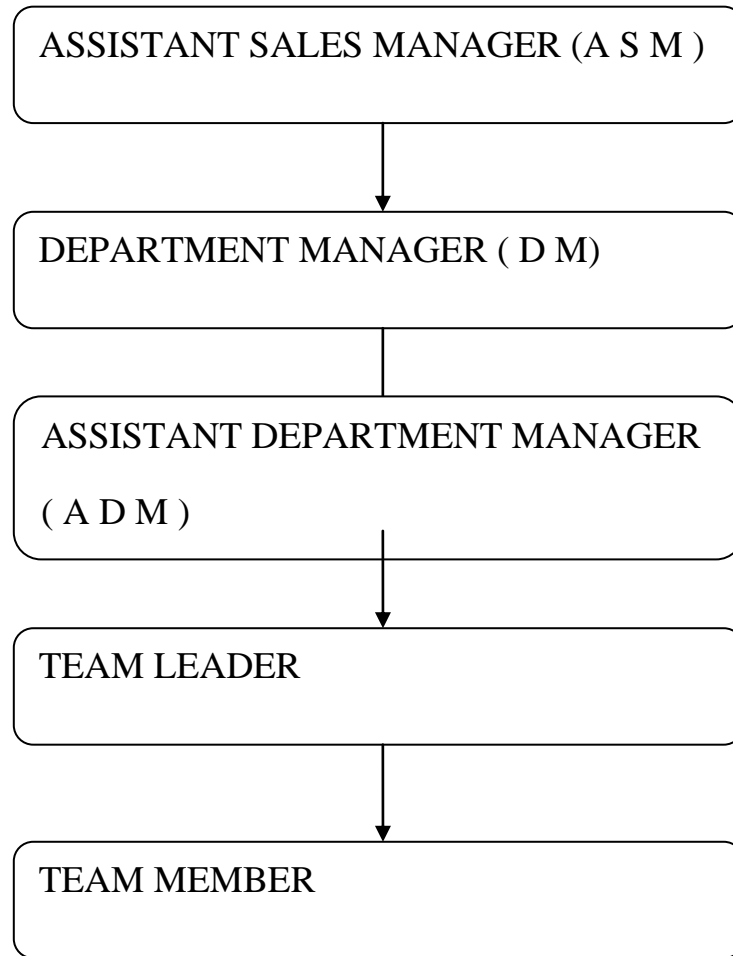 ASSISTANT SALES MANAGER (A S M )
DEPARTMENT MANAGER ( D M)
ASSISTANT DEPARTMENT MANAGER
( A D M )
TEAM LEADER
TEAM MEMBER